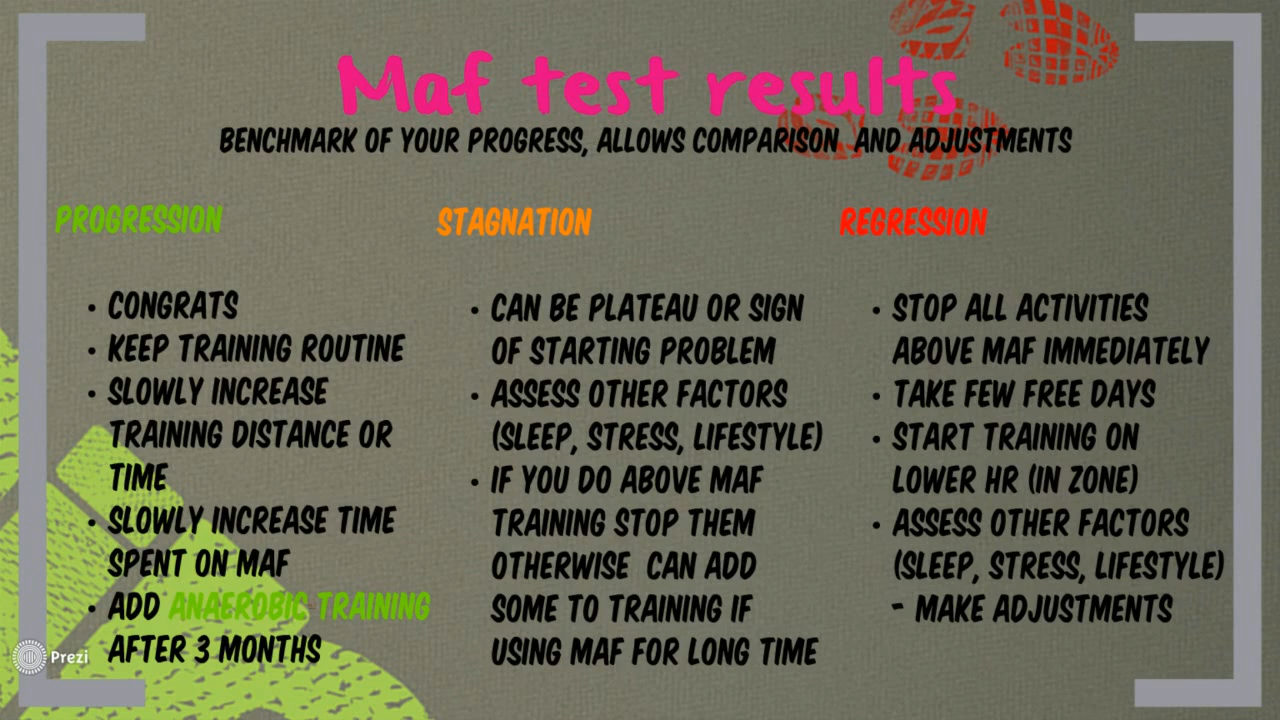 Maf test results
BENCHMARK OF YOUR PROGRESS, ALLOWS COMPARISON AND ADJUSTMENTS
PROGRESSION
• CONGRATS
• KEEP TRAINING ROUTINE
• SLOWLY INCREASE
TRAINING DISTANCE OR
TIME
• SLOWLY INCREASE TIME
SPENT ON MAF
• ADD ANAEROBIC TRAINING
AFTER 3 MONTHS
STAGNATION
• CAN BE PLATEAU OR SIGN
OF STARTING PROBLEM
• ASSESS OTHER FACTORS
(SLEEP, STRESS, LIFESTYLE)
• IF YOU DO ABOVE MAF
TRAINING STOP THEM
OTHERWISE CAN ADD
SOME TO TRAINING IF
USING MAF FOR LONG TIME
REGRESSION
• STOP ALL ACTIVITIES
ABOVE MAF IMMEDIATELY
• TAKE FEW FREE DAYS
• START TRAINING ON
LOWER HR (IN ZONE)
• ASSESS OTHER FACTORS
(SLEEP, STRESS, LIFESTYLE)
- MAKE ADJUSTMENTS
Prezi